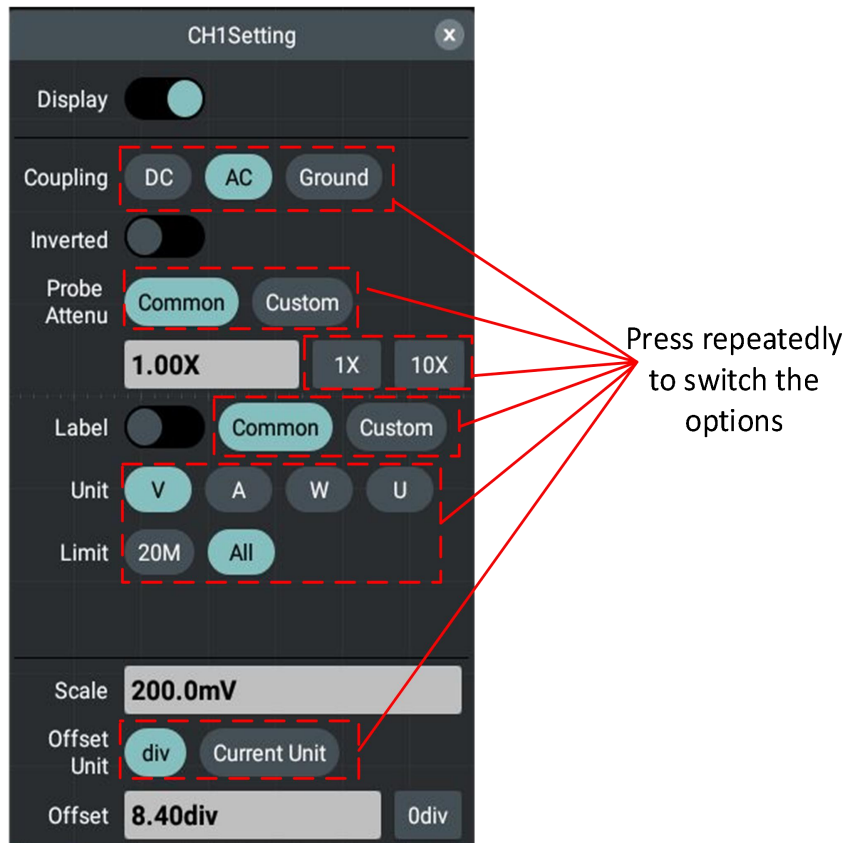 CH1Setting x
Display
Coupling DC AC Ground
Inverted
Probe
Attenu Common Custom
1.00X 1X 10X
Label Common Custom
Unit V A W U
Limit 20M All
Scale 200.0mV
Offset
Unit div Current Unit
Offset 8.40div 0div
Press repeatedly
to switch the
options